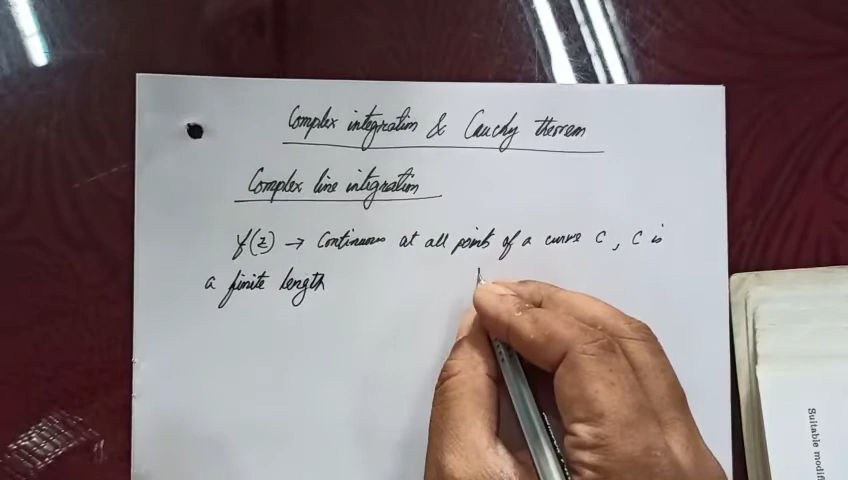 Complex integration & Cauchy theorem
Complex line integration
f(z) → Continuous at all point of a curve C, C is
a finite length
Suitable modif